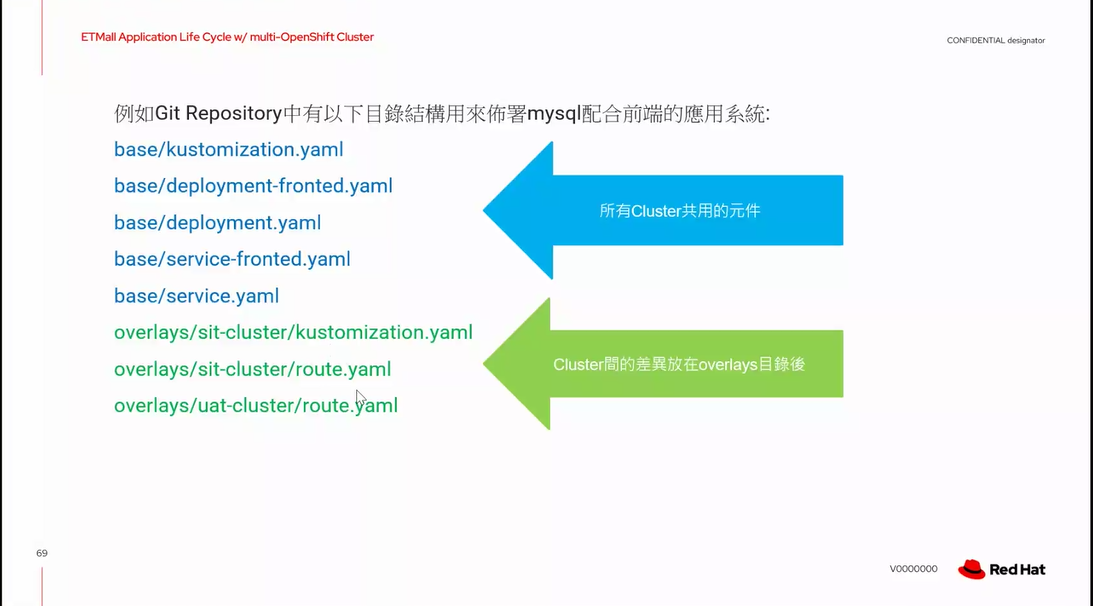 ETMall Application Life Cycle w/ multi-OpenShift Cluster
CONFIDENTIAL designator
例如Git Repository中有以下目錄結構用來佈署mysql配合前端的應用系統:
base/kustomization.yaml
base/deployment-fronted.yaml
base/deployment.yaml
base/service-fronted.yaml
base/service.yaml
overlays/sit-cluster/kustomization.yaml
overlays/sit-cluster/route.yaml
overlays/uat-cluster/route.yaml
所有Cluster共用的元件
Cluster間的差異放在overlays目錄後
69
V0000000
Red Hat